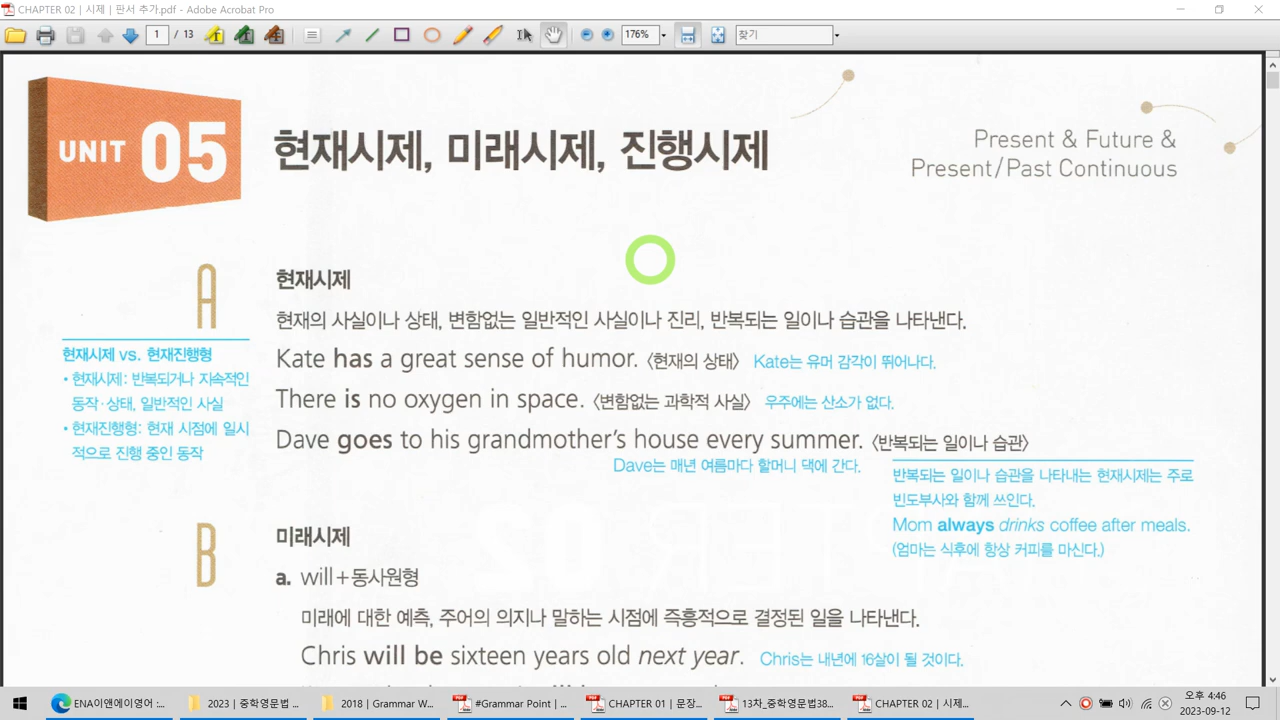 CHAPTER 02 | 시제 | 판서 추가.pdf - Adobe Acrobat Pro
1 / 13
176%
찾기
UNIT 05
현재시제, 미래시제, 진행시제
Present & Future &
Present/Past Continuous
A
현재시제
현재의 사실이나 상태, 변함없는 일반적인 사실이나 진리, 반복되는 일이나 습관을 나타낸다.
현재시제 vs. 현재진행형
• 현재시제: 반복되거나 지속적인
동작·상태, 일반적인 사실
• 현재진행형: 현재 시점에 일시
적으로 진행 중인 동작
Kate has a great sense of humor. 〈현재의 상태〉 Kate는 유머 감각이 뛰어나다.
There is no oxygen in space. 〈변함없는 과학적 사실〉 우주에는 산소가 없다.
Dave goes to his grandmother's house every summer. 〈반복되는 일이나 습관〉
Dave는 매년 여름마다 할머니 댁에 간다.
반복되는 일이나 습관을 나타내는 현재시제는 주로
빈도부사와 함께 쓰인다.
Mom always drinks coffee after meals.
(엄마는 식후에 항상 커피를 마신다.)
B
미래시제
a. will+동사원형
미래에 대한 예측, 주어의 의지나 말하는 시점에 즉흥적으로 결정된 일을 나타낸다.
Chris will be sixteen years old next year. Chris는 내년에 16살이 될 것이다.
ENA이앤에이영어 :...
2023 | 중학영문법 ...
2018 | Grammar W...
#Grammar Point | ...
CHAPTER 01 | 문장...
13차_중학영문법38...
CHAPTER 02 | 시제...
오후 4:46
2023-09-12